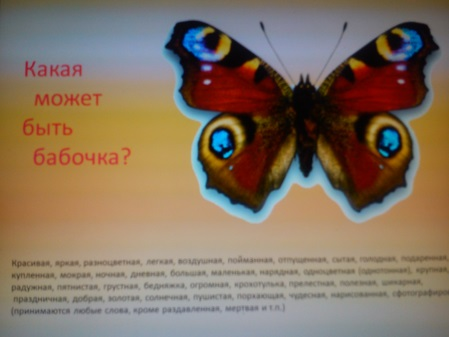 Какая
может
быть
бабочка?
Красивая, яркая, разноцветная, легкая, воздушная, пойманная, отпущенная, сытая, голодная, подаренная,
купленная, мокрая, ночная, дневная, большая, маленькая, нарядная, одноцветная (однотонная), крупная,
радужная, пятнистая, грустная, бедняжка, огромная, крохотулька, прелестная, полезная, шикарная,
праздничная, добрая, золотая, солнечная, пушистая, порхающая, чудесная, нарисованная, сфотографиро
(принимаются любые слова, кроме раздавленная, мертвая и т.п.)